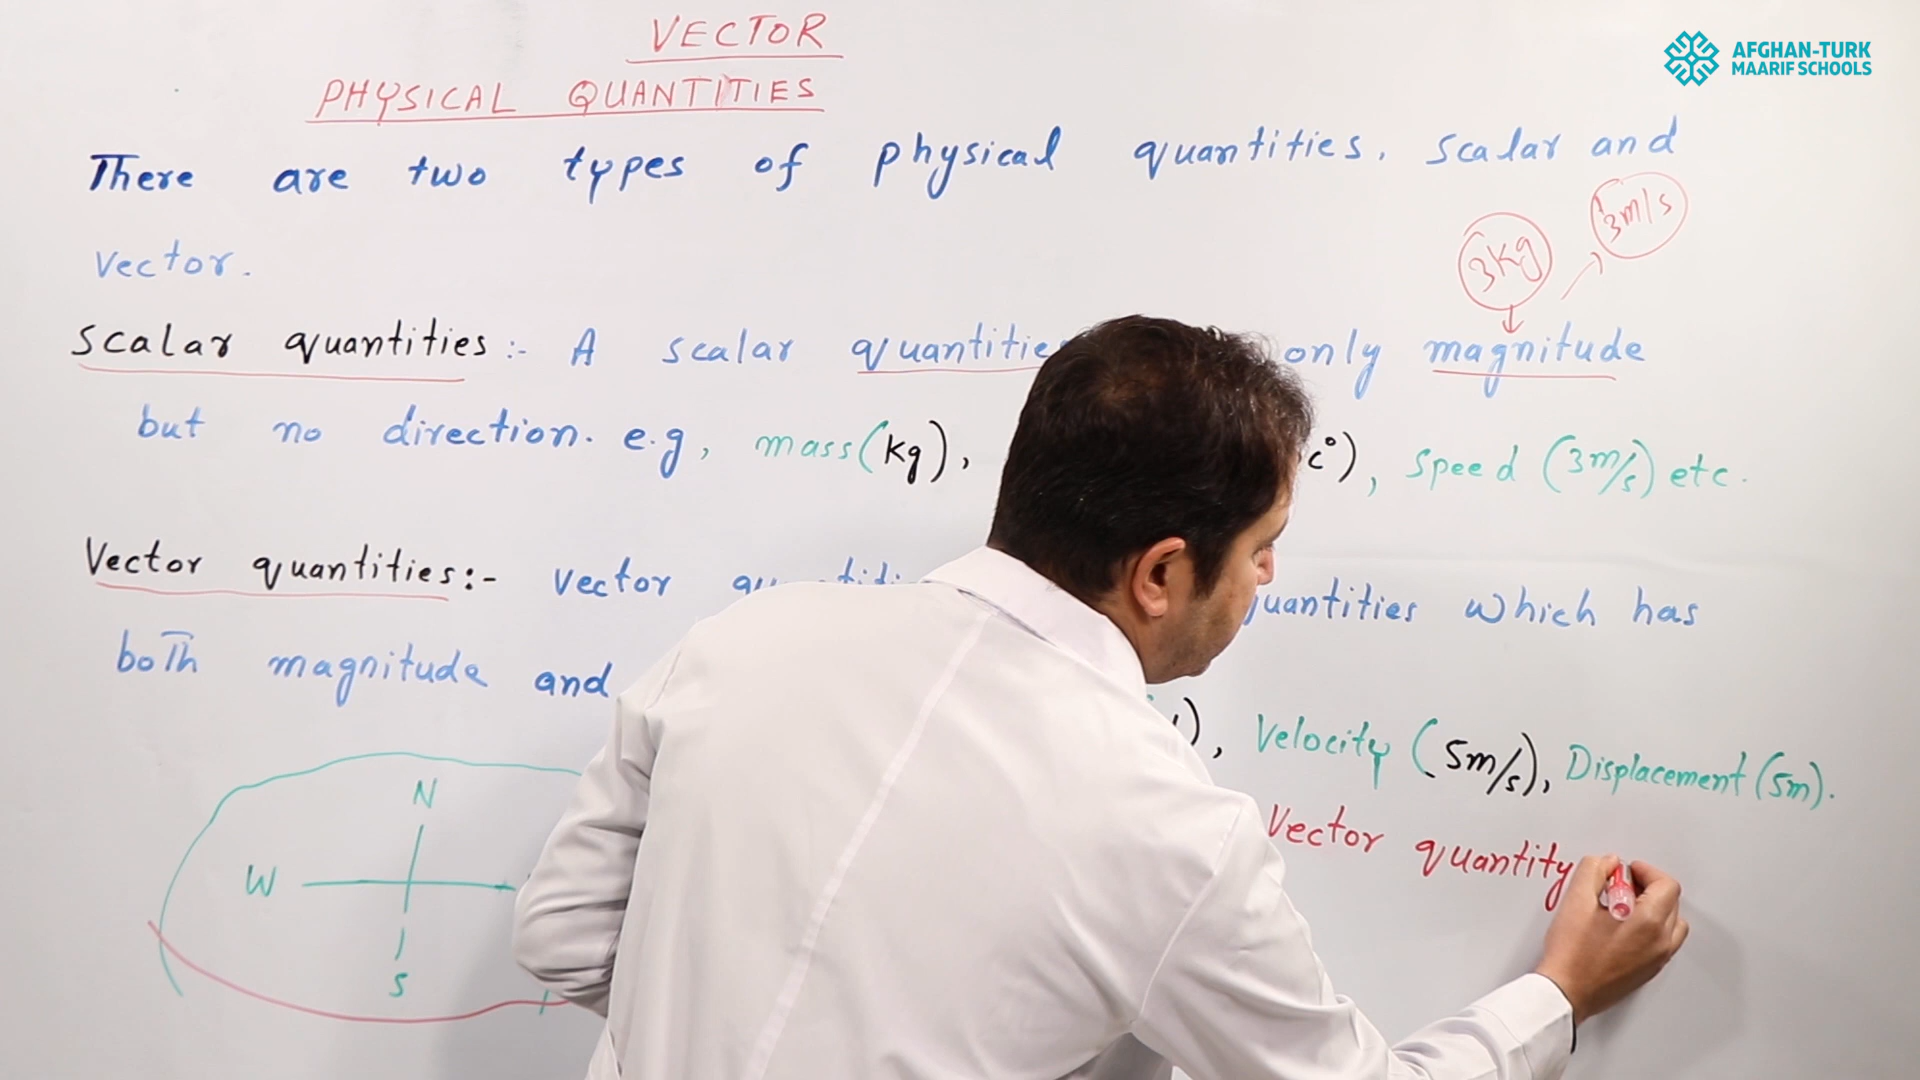 VECTOR
AFGHAN-TURK
MAARIF SCHOOLS
PHYSICAL QUANTITIES
There are two types of physical quantities. scalar and
vector.
3kg
3m/s
Scalar quantities :- A scalar quantitie only magnitude
but no direction. e.g, mass(kg), c°), speed (3m/s) etc.
Vector quantities:- vector quantities which has
both magnitude and
), Velocity (5m/s), Displacement (5m).
Vector quantity
N
W
S